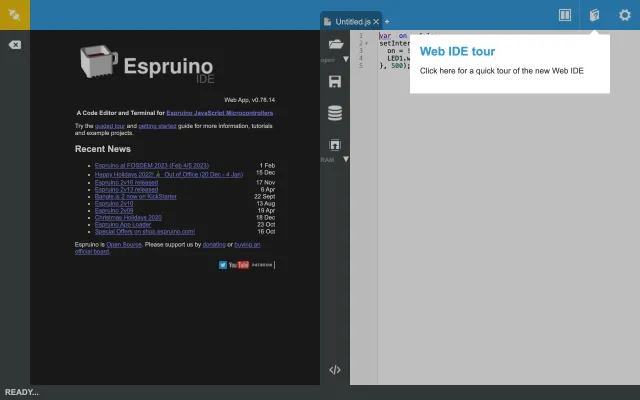 Untitled.js
Espruino
IDE
Web App, v0.78.14
A Code Editor and Terminal for Espruino JavaScript Microcontrollers
Try the guided tour and getting started guide for more information, tutorials
and example projects.
Recent News
Espruino at FOSDEM 2023 (Feb 4/5 2023) 1 Feb
Happy Holidays 2022! 🎄 Out of Office (20 Dec - 4 Jan) 15 Dec
Espruino 2v16 released 17 Nov
Espruino 2v13 released 6 Apr
Bangle.js 2 now on KickStarter 22 Sept
Espruino 2v10 13 Aug
Espruino 2v09 19 Apr
Christmas Holidays 2020 18 Dec
Espruino App Loader 23 Oct
Special Offers on shop.espruino.com! 16 Oct
Espruino is Open Source. Please support us by donating or buying an
official board.
YouTube
PATREON
RAM
1 var on
2 setInter
3 on =
4 LED1.w
5 }, 500);
Web IDE tour
Click here for a quick tour of the new Web IDE
READY...